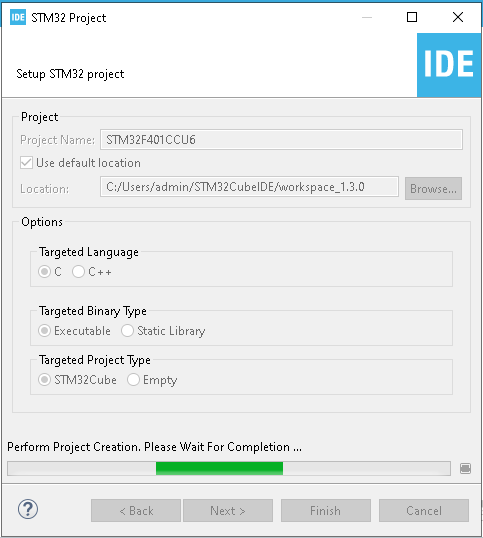 IDE STM32 Project
IDE
Setup STM32 project
Project
Project Name: STM32F401CCU6
Use default location
Location: C:/Users/admin/STM32CubeIDE/workspace_1.3.0 Browse...
Options
Targeted Language
C C++
Targeted Binary Type
Executable Static Library
Targeted Project Type
STM32Cube Empty
Perform Project Creation. Please Wait For Completion ...
? < Back Next > Finish Cancel